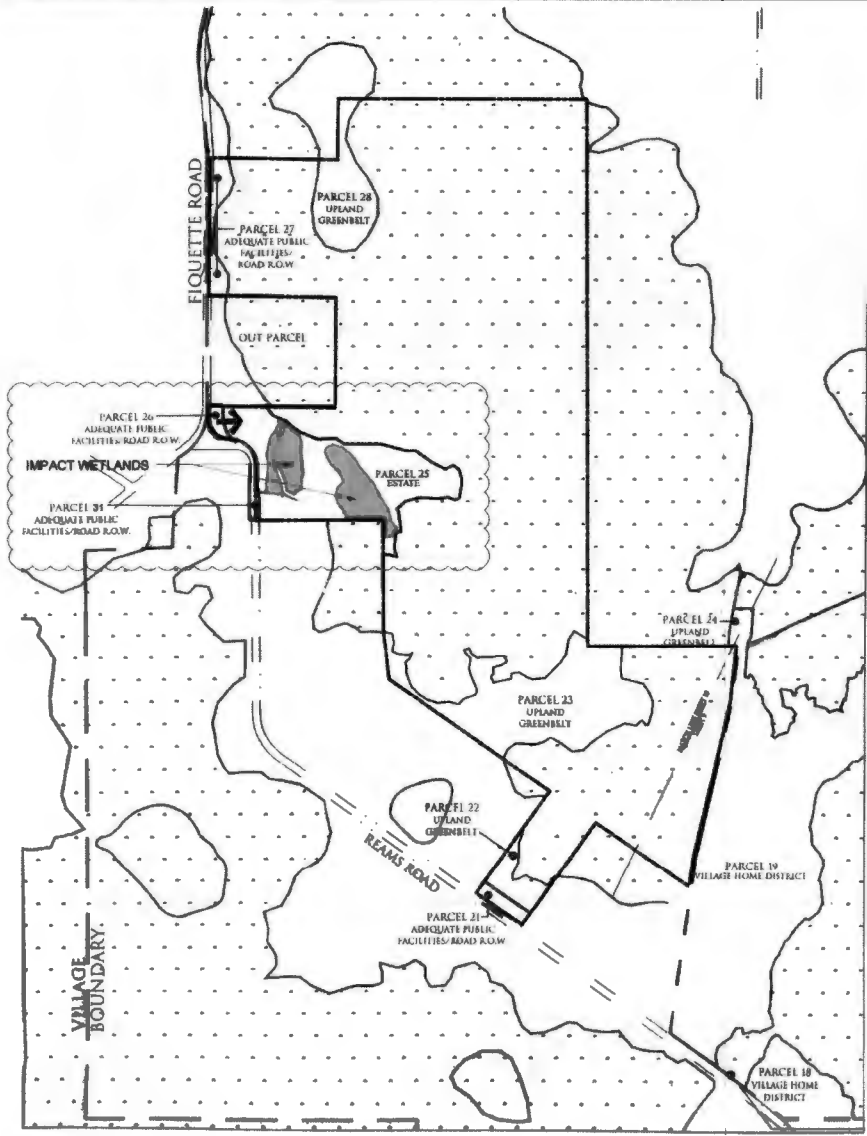 FIQUETTE ROAD
PARCEL 28
UPLAND
GREENBELT
PARCEL 27
ADEQUATE PUBLIC
FACILITIES/
ROAD R.O.W.
OUT PARCEL
PARCEL 26
ADEQUATE PUBLIC
FACILITIES/ROAD R.O.W.
IMPACT WETLANDS
PARCEL 25
ESTATE
PARCEL 31
ADEQUATE PUBLIC
FACILITIES/ROAD R.O.W.
PARCEL 24
UPLAND
GREENBELT
PARCEL 23
UPLAND
GREENBELT
PARCEL 22
UPLAND
GREENBELT
REAMS ROAD
PARCEL 19
VILLAGE HOME DISTRICT
PARCEL 21
ADEQUATE PUBLIC
FACILITIES/ROAD R.O.W
VILLAGE
BOUNDARY
PARCEL 18
VILLAGE HOME
DISTRICT